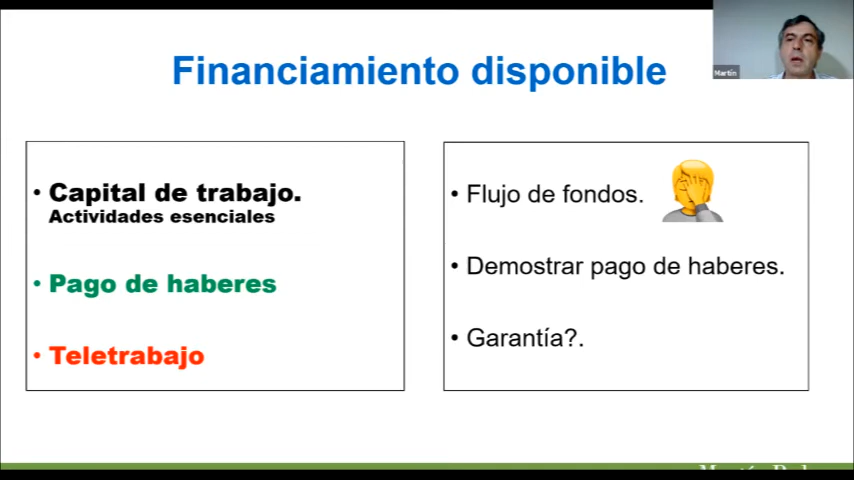 Financiamiento disponible
Martín
• Capital de trabajo.
Actividades esenciales
• Pago de haberes
• Teletrabajo
• Flujo de fondos.
• Demostrar pago de haberes.
• Garantía?.